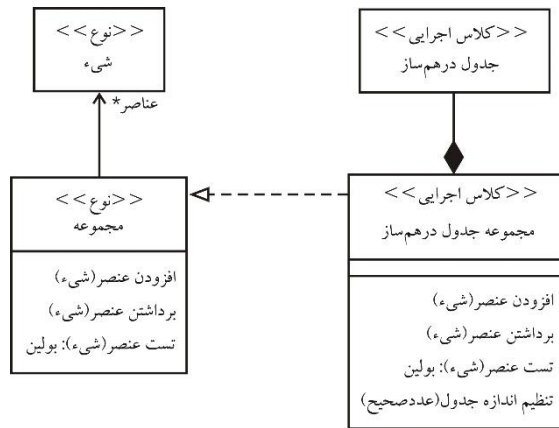 <<نوع>>
شیء
عناصر*
<<نوع>>
مجموعه
افزودن عنصر(شیء)
برداشتن عنصر(شیء)
تست عنصر(شیء): بولین
<<کلاس اجرایی>>
جدول درهم‌ساز
<<کلاس اجرایی>>
مجموعه جدول درهم‌ساز
افزودن عنصر(شیء)
برداشتن عنصر(شیء)
تست عنصر(شیء): بولین
تنظیم اندازه جدول(عددصحیح)